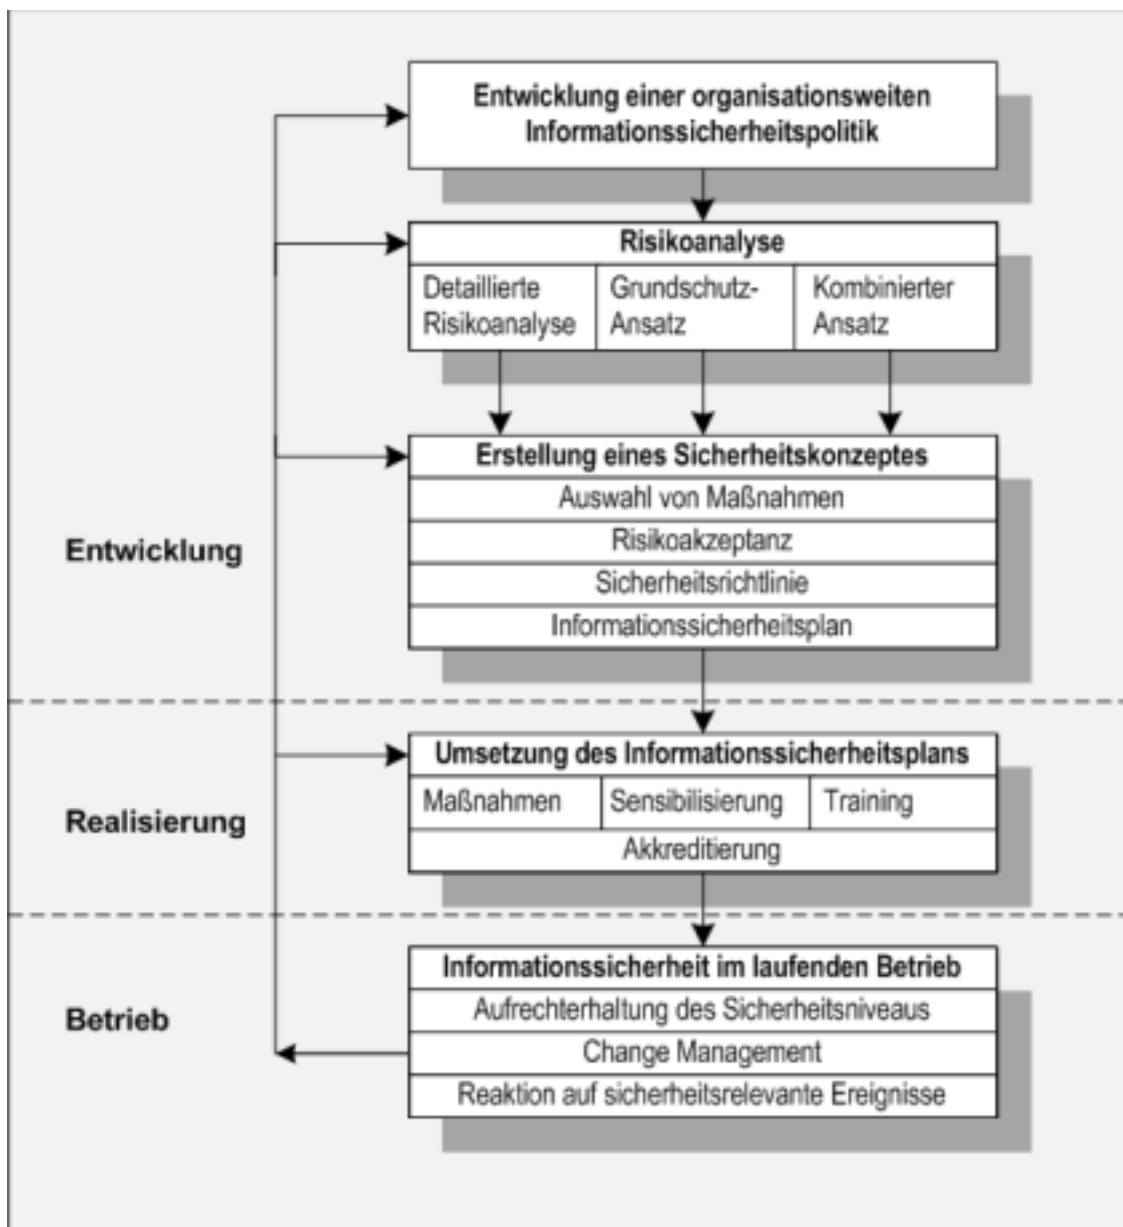 Entwicklung einer organisationsweiten
Informationssicherheitspolitik
Risikoanalyse
Detaillierte
Risikoanalyse
Grundschutz-
Ansatz
Kombinierter
Ansatz
Erstellung eines Sicherheitskonzeptes
Auswahl von Maßnahmen
Risikoakzeptanz
Sicherheitsrichtlinie
Informationssicherheitsplan
Entwicklung
Umsetzung des Informationssicherheitsplans
Maßnahmen
Sensibilisierung
Training
Akkreditierung
Realisierung
Informationssicherheit im laufenden Betrieb
Aufrechterhaltung des Sicherheitsniveaus
Change Management
Reaktion auf sicherheitsrelevante Ereignisse
Betrieb